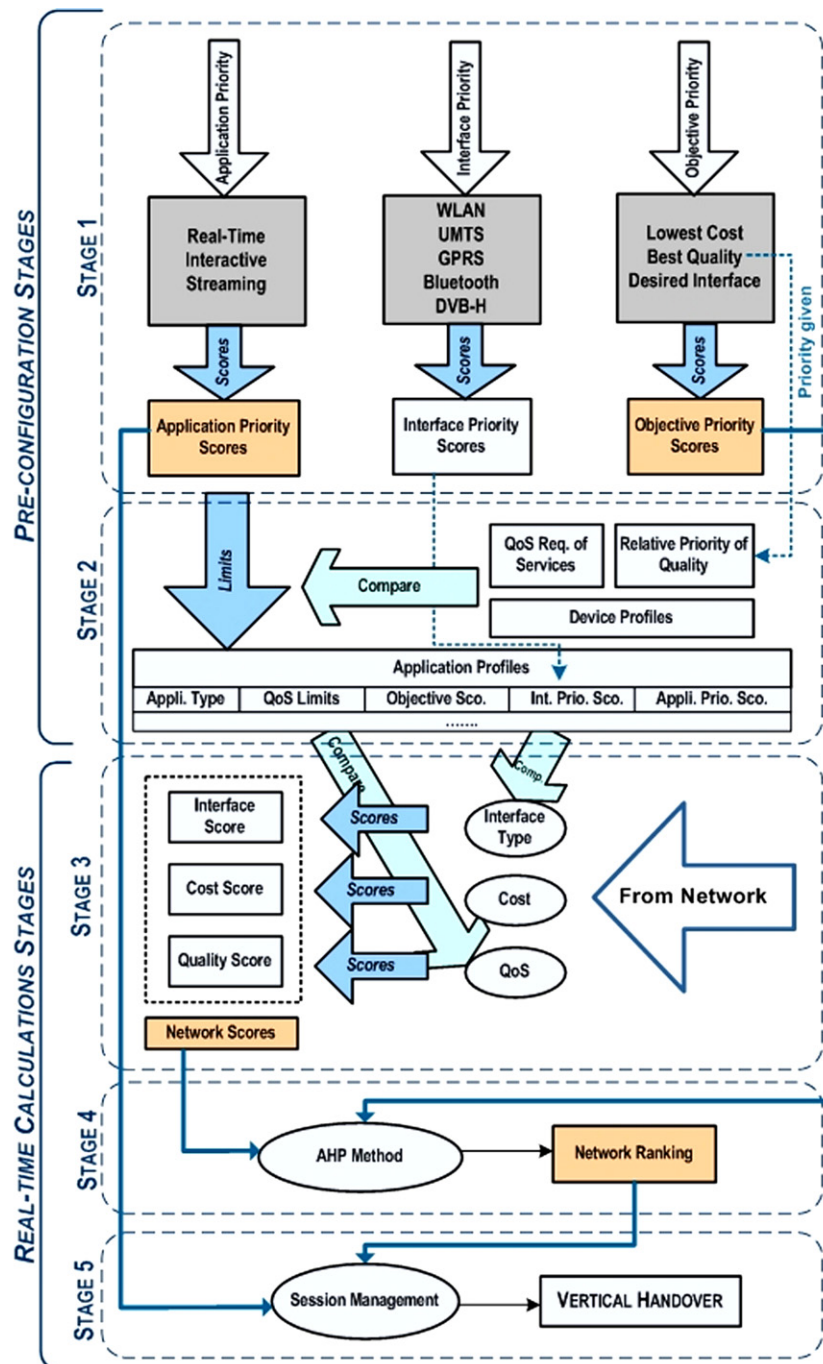 PRE-CONFIGURATION STAGES
STAGE 1
Application Priority
Interface Priority
Objective Priority
Real-Time
Interactive
Streaming
WLAN
UMTS
GPRS
Bluetooth
DVB-H
Lowest Cost
Best Quality
Desired Interface
Priority given
Scores
Scores
Scores
Application Priority
Scores
Interface Priority
Scores
Objective Priority
Scores
STAGE 2
Limits
Compare
QoS Req. of
Services
Relative Priority of
Quality
Device Profiles
Application Profiles
Appli. Type
QoS Limits
Objective Sco.
Int. Prio. Sco.
Appli. Prio. Sco.
.......
REAL-TIME CALCULATIONS STAGES
STAGE 3
Compare
Comp.
Interface
Score
Scores
Interface
Type
Cost Score
Scores
Cost
From Network
Quality Score
Scores
QoS
Network Scores
STAGE 4
AHP Method
Network Ranking
STAGE 5
Session Management
VERTICAL HANDOVER